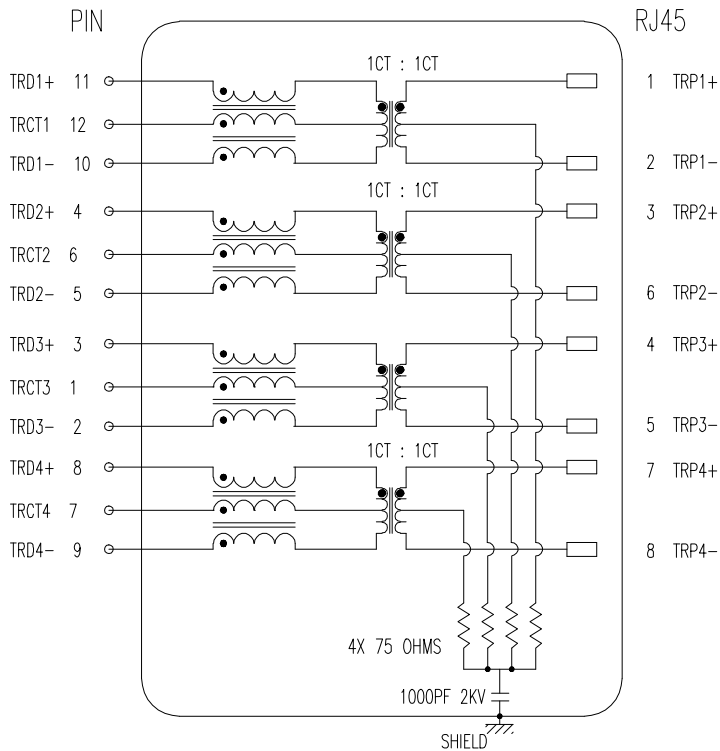 PIN RJ45
1CT : 1CT
TRD1+ 11 1 TRP1+
TRCT1 12
TRD1- 10 2 TRP1-
1CT : 1CT
TRD2+ 4 3 TRP2+
TRCT2 6
TRD2- 5 6 TRP2-
TRD3+ 3 4 TRP3+
TRCT3 1
TRD3- 2 5 TRP3-
1CT : 1CT
TRD4+ 8 7 TRP4+
TRCT4 7
TRD4- 9 8 TRP4-
4X 75 OHMS
1000PF 2KV
SHIELD